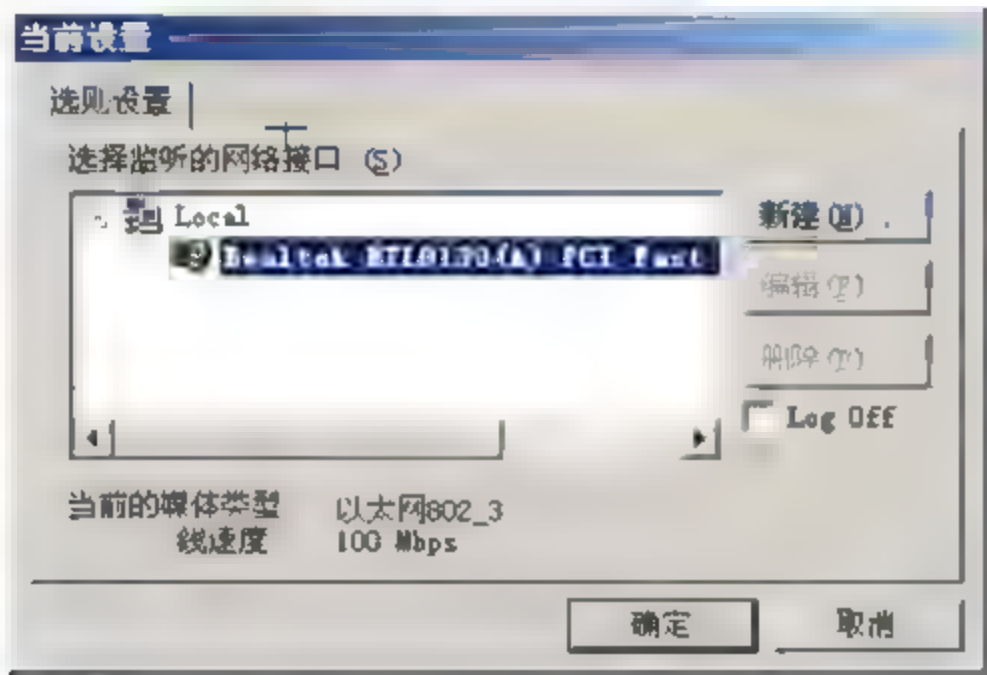 当前设置
选则设置
选择监听的网络接口 (S)
Local
Realtek (A) PCI Fast
新建(N)...
编辑(E)
删除(D)
Log Off
当前的媒体类型 以太网802_3
线速度 100 Mbps
确定 取消